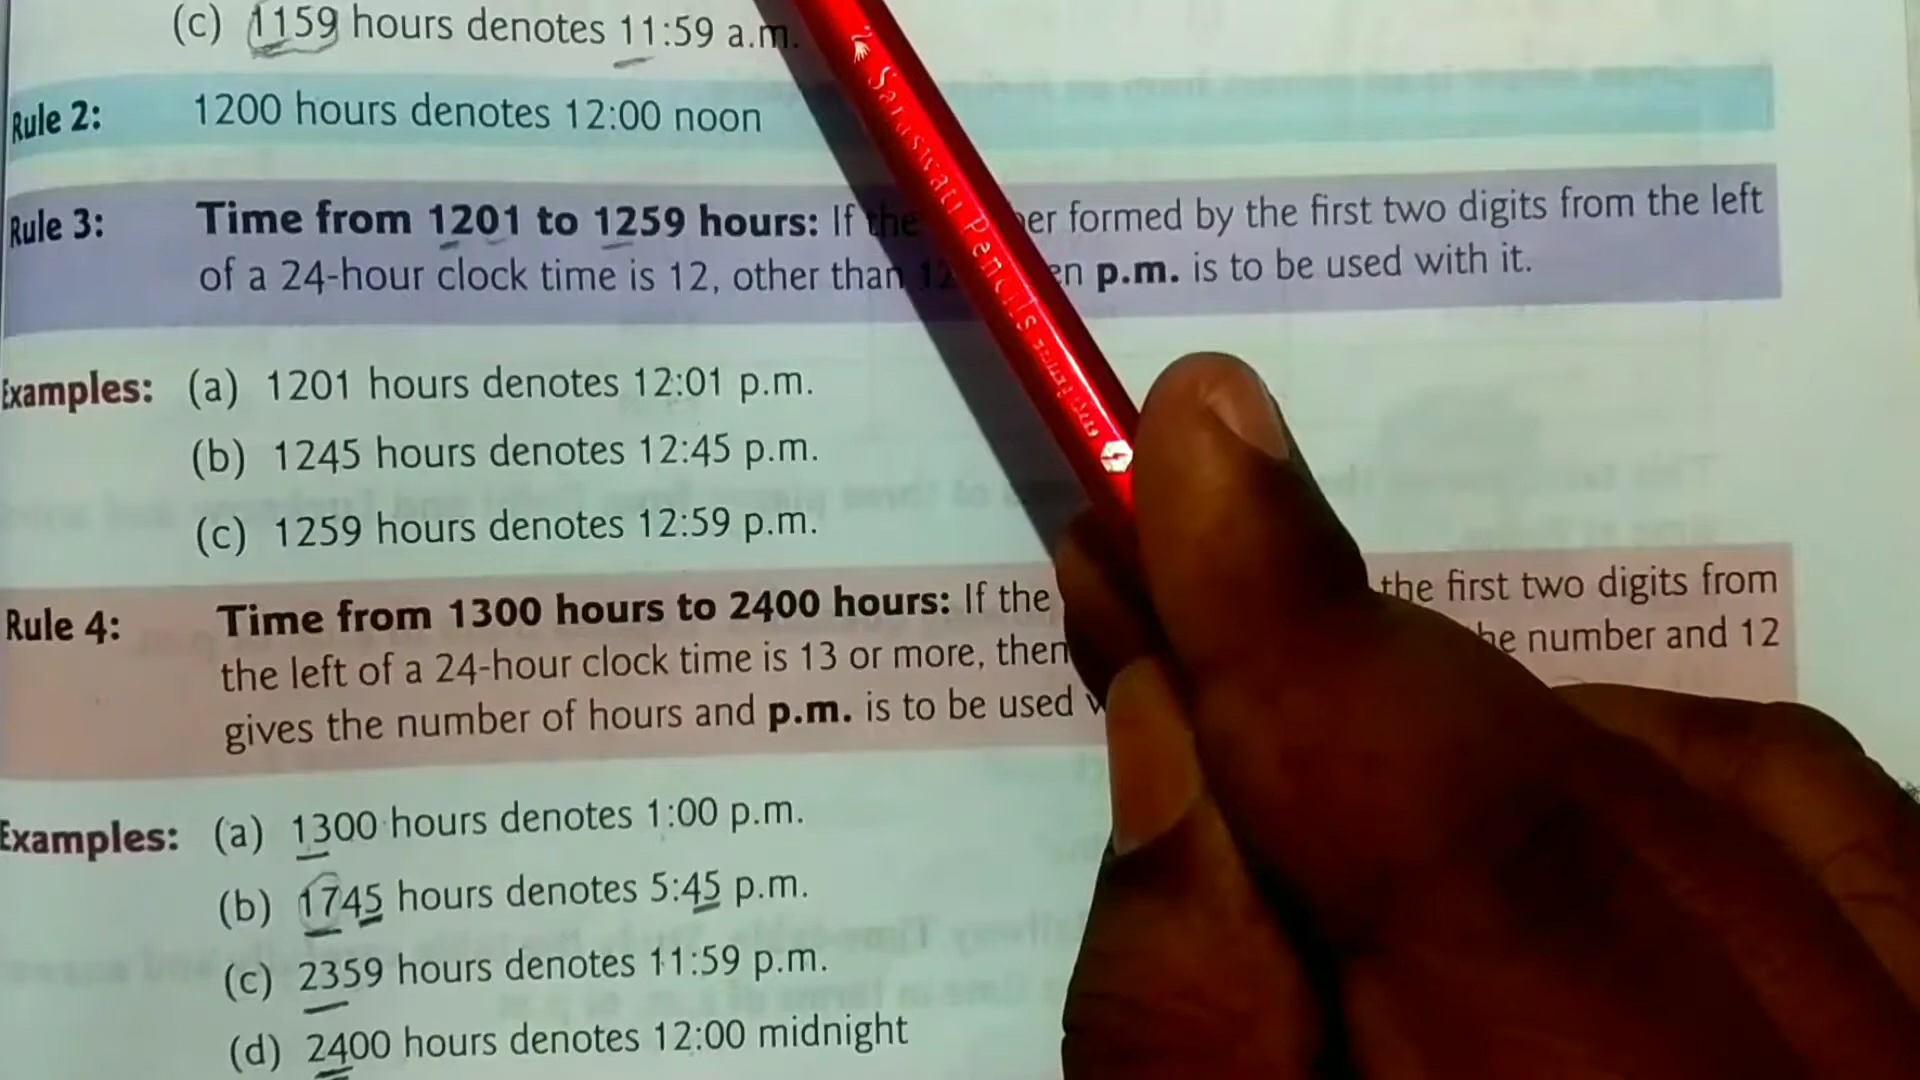 (c) 1159 hours denotes 11:59 a.m.
Rule 2: 1200 hours denotes 12:00 noon
Rule 3: Time from 1201 to 1259 hours: If the er formed by the first two digits from the left
of a 24-hour clock time is 12, other than 12 en p.m. is to be used with it.
Examples: (a) 1201 hours denotes 12:01 p.m.
(b) 1245 hours denotes 12:45 p.m.
(c) 1259 hours denotes 12:59 p.m.
Rule 4: Time from 1300 hours to 2400 hours: If the the first two digits from
the left of a 24-hour clock time is 13 or more, then he number and 12
gives the number of hours and p.m. is to be used
Examples: (a) 1300 hours denotes 1:00 p.m.
(b) 1745 hours denotes 5:45 p.m.
(c) 2359 hours denotes 11:59 p.m.
(d) 2400 hours denotes 12:00 midnight
Saraswati Pencils